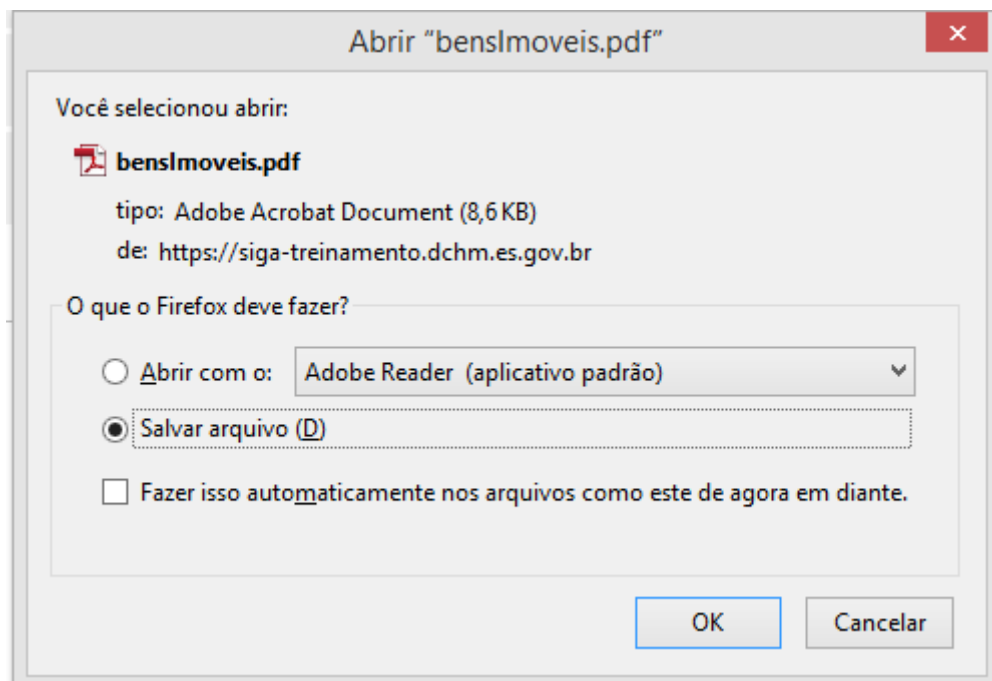 Abrir “bensImoveis.pdf”
Você selecionou abrir:
bensImoveis.pdf
tipo: Adobe Acrobat Document (8,6 KB)
de: https://siga-treinamento.dchm.es.gov.br
O que o Firefox deve fazer?
Abrir com o: Adobe Reader (aplicativo padrão)
Salvar arquivo (D)
Fazer isso automaticamente nos arquivos como este de agora em diante.
OK Cancelar